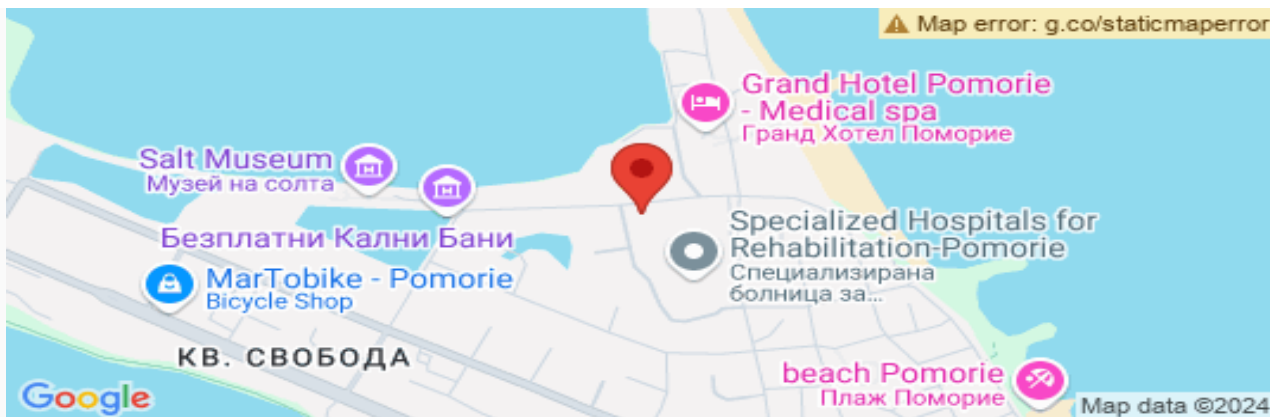 Map error: g.co/staticmaperror
Grand Hotel Pomorie
- Medical spa
Гранд Хотел Поморие
Salt Museum
Музей на солта
Безплатни Кални Бани
Specialized Hospitals for
Rehabilitation-Pomorie
Специализирана
болница за...
MarTobike - Pomorie
Bicycle Shop
КВ. СВОБОДА
beach Pomorie
Плаж Поморие
Google
Map data ©2024